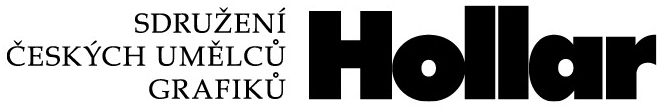 SDRUŽENÍ
ČESKÝCH UMĚLCŮ
GRAFIKŮ
Hollar